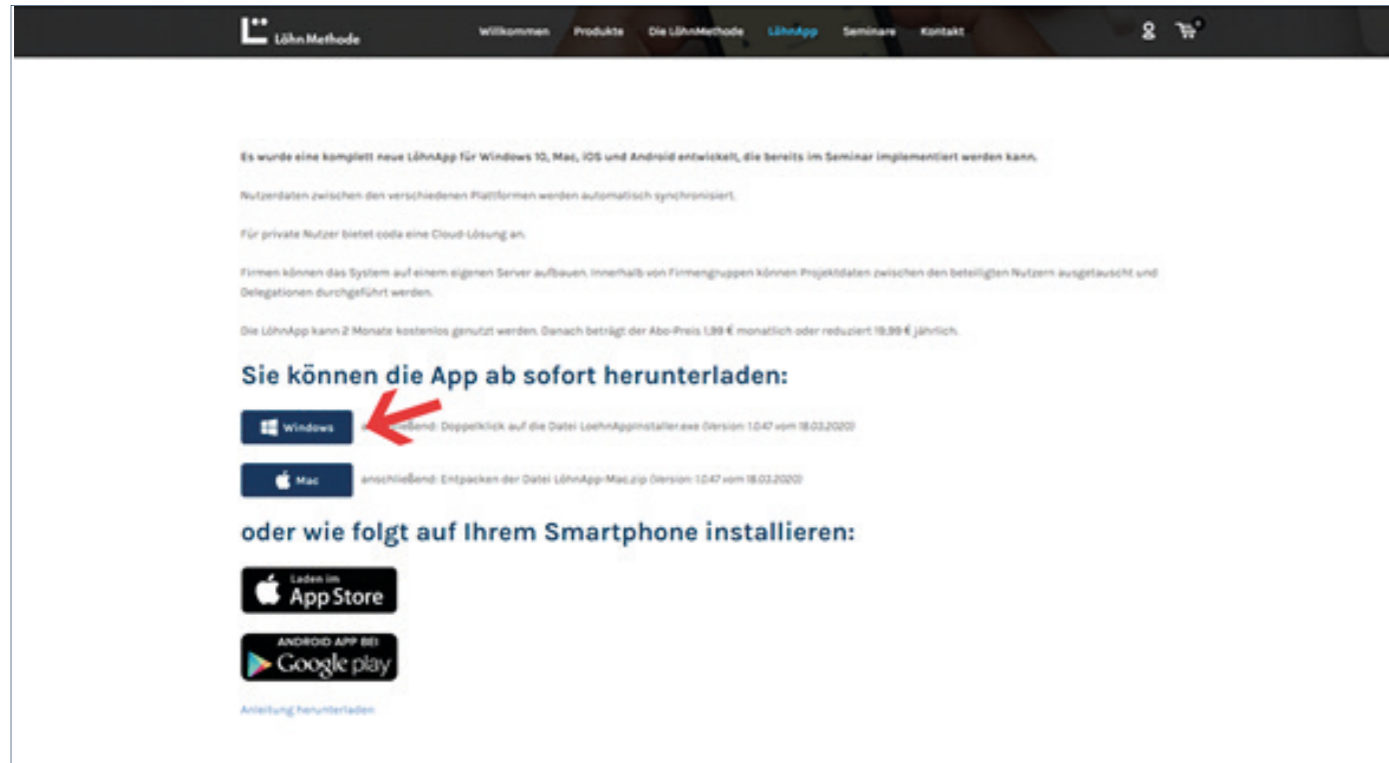 LöhnMethode
Willkommen Produkte Die LöhnMethode LöhnApp Seminare Kontakt
0
Es wurde eine komplett neue LöhnApp für Windows 10, Mac, iOS und Android entwickelt, die bereits im Seminar implementiert werden kann.
Nutzerdaten zwischen den verschiedenen Plattformen werden automatisch synchronisiert.
Für private Nutzer bietet coda eine Cloud-Lösung an.
Firmen können das System auf einem eigenen Server aufbauen. Innerhalb von Firmengruppen können Projektdaten zwischen den beteiligten Nutzern ausgetauscht und
Delegationen durchgeführt werden.
Die LöhnApp kann 2 Monate kostenlos genutzt werden. Danach beträgt der Abo-Preis 1,99 € monatlich oder reduziert 19,99 € jährlich.
Sie können die App ab sofort herunterladen:
Windows
Doppelklick auf die Datei LoehnAppInstaller.exe (Version: 1.0.47 vom 18.03.2020)
Mac anschließend: Entpacken der Datei LöhnApp-Mac.zip (Version: 1.0.47 vom 18.03.2020)
oder wie folgt auf Ihrem Smartphone installieren:
Laden im
App Store
ANDROID APP BEI
Google play
Anleitung herunterladen